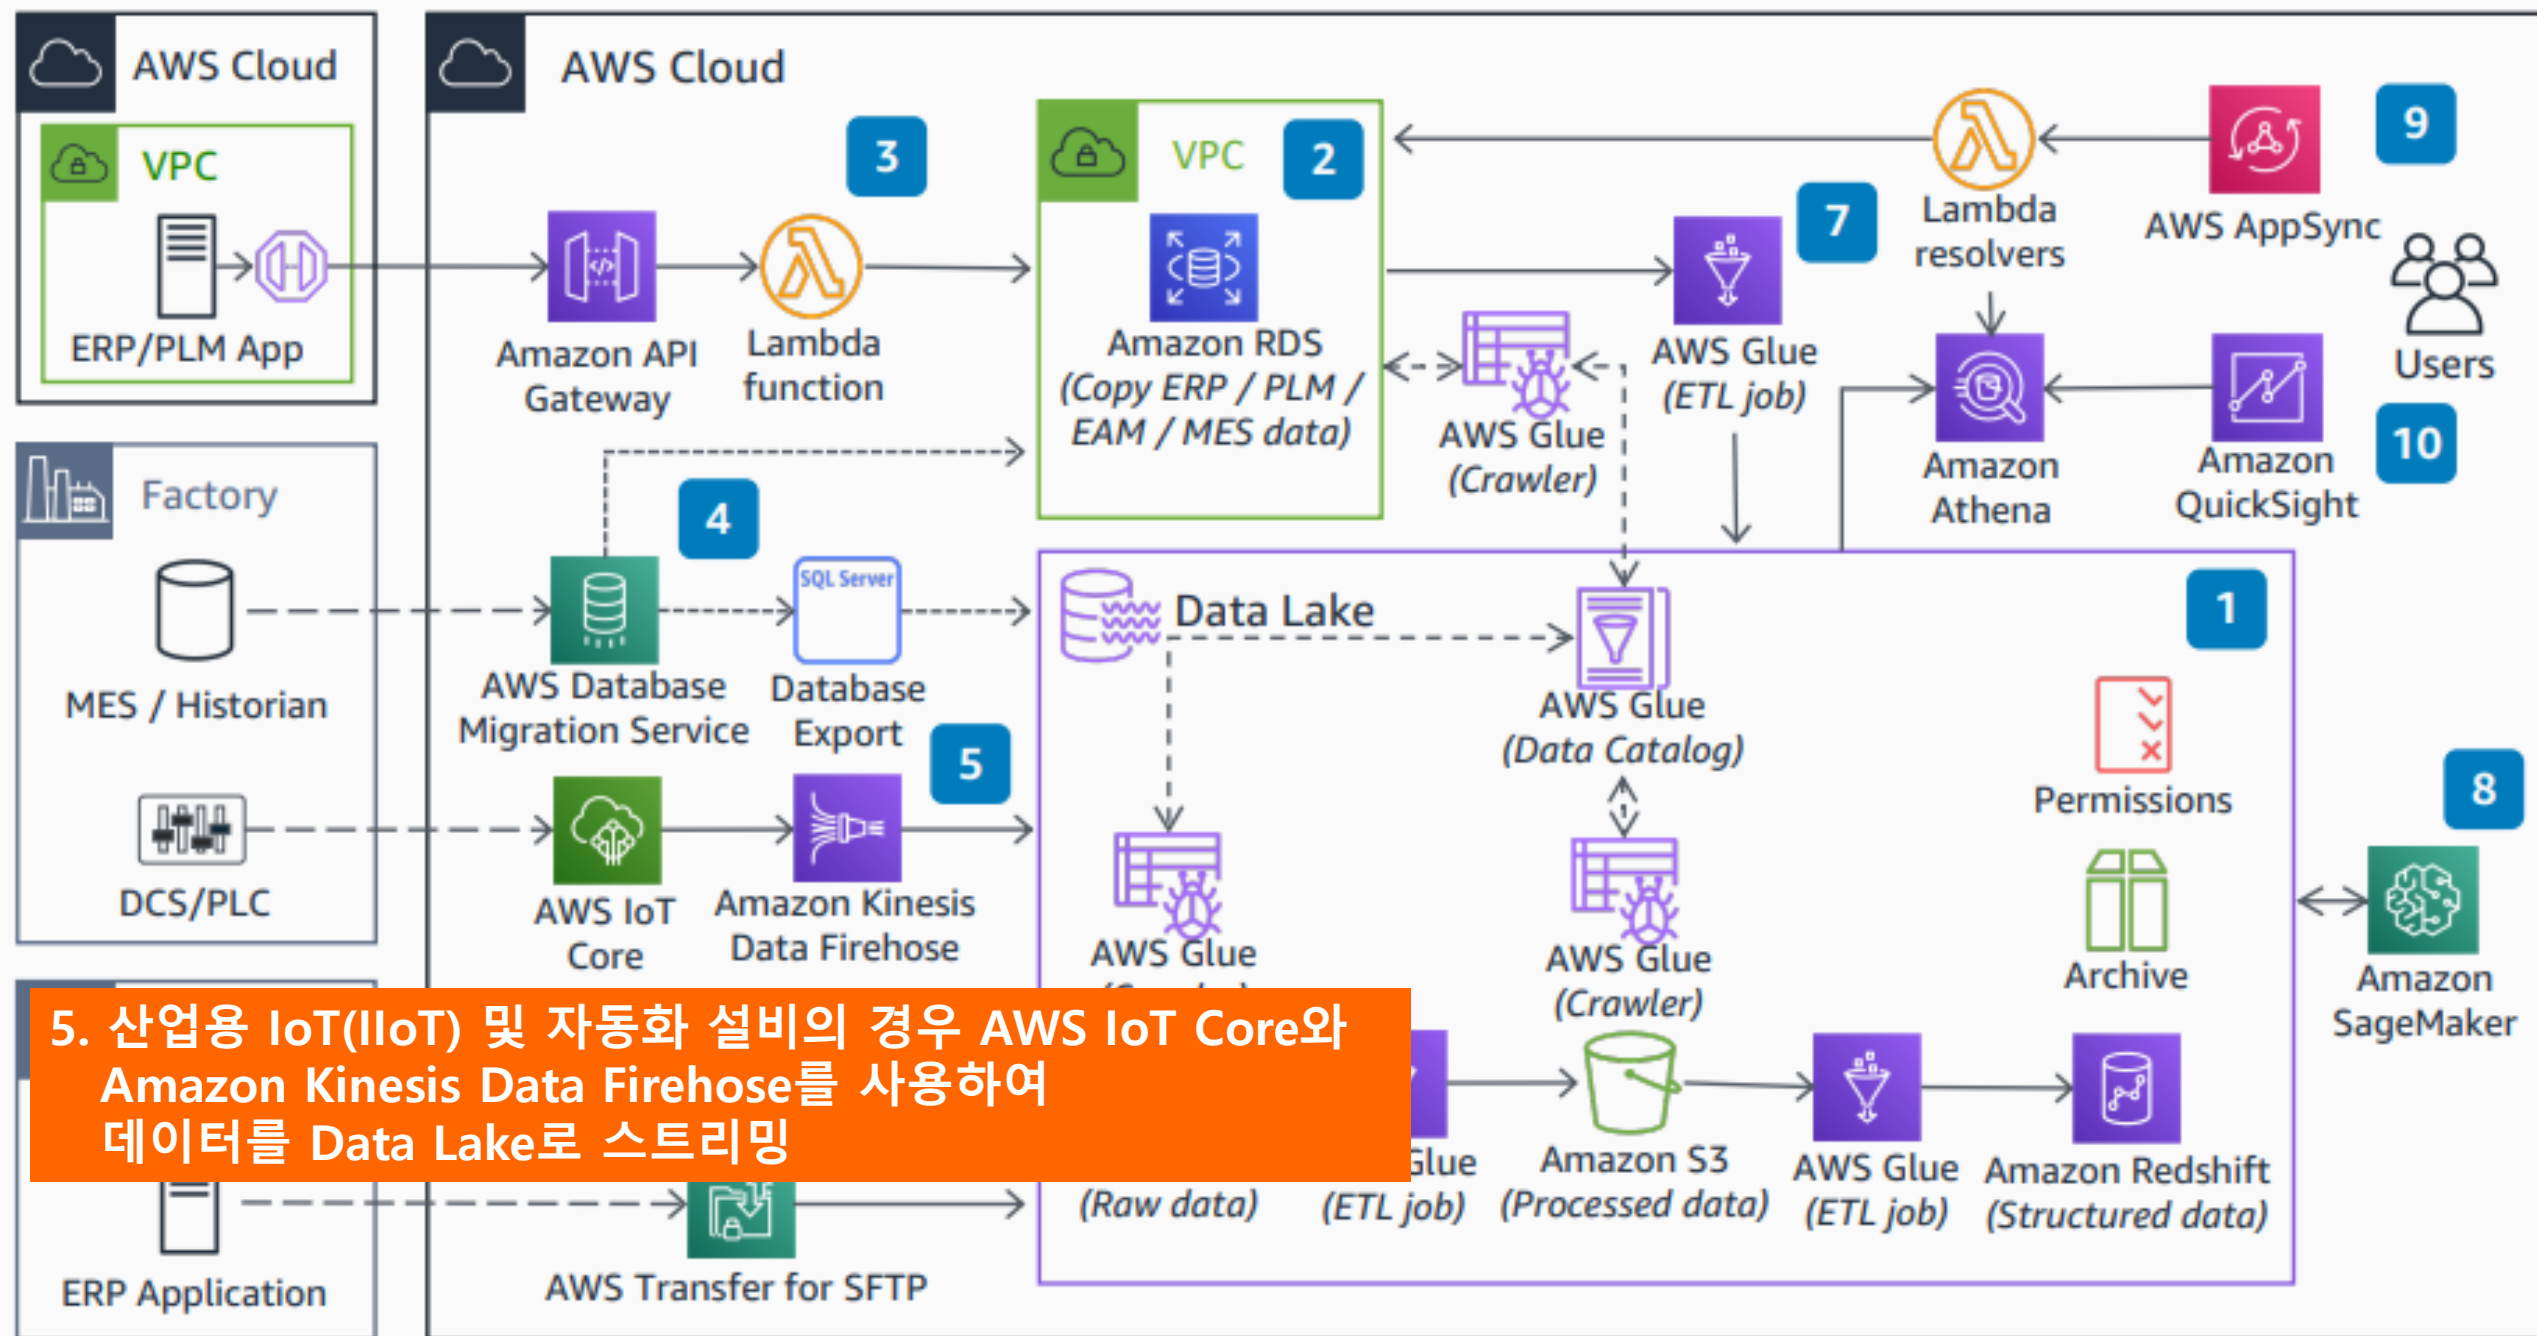 AWS Cloud
VPC
ERP/PLM App
Factory
MES / Historian
DCS/PLC
ERP Application
AWS Cloud
3
Amazon API
Gateway
Lambda
function
VPC
2
Amazon RDS
(Copy ERP / PLM /
EAM / MES data)
AWS Glue
(Crawler)
7
AWS Glue
(ETL job)
Lambda
resolvers
AWS AppSync
9
Users
Amazon
Athena
Amazon
QuickSight
10
4
AWS Database
Migration Service
SQL Server
Database
Export
5
AWS IoT
Core
Amazon Kinesis
Data Firehose
Data Lake
1
AWS Glue
(Data Catalog)
Permissions
8
AWS Glue
AWS Glue
(Crawler)
Archive
Amazon
SageMaker
5. 산업용 IoT(IIoT) 및 자동화 설비의 경우 AWS IoT Core와
Amazon Kinesis Data Firehose를 사용하여
데이터를 Data Lake로 스트리밍
(Raw data)
Glue
(ETL job)
Amazon S3
(Processed data)
AWS Glue
(ETL job)
Amazon Redshift
(Structured data)
AWS Transfer for SFTP